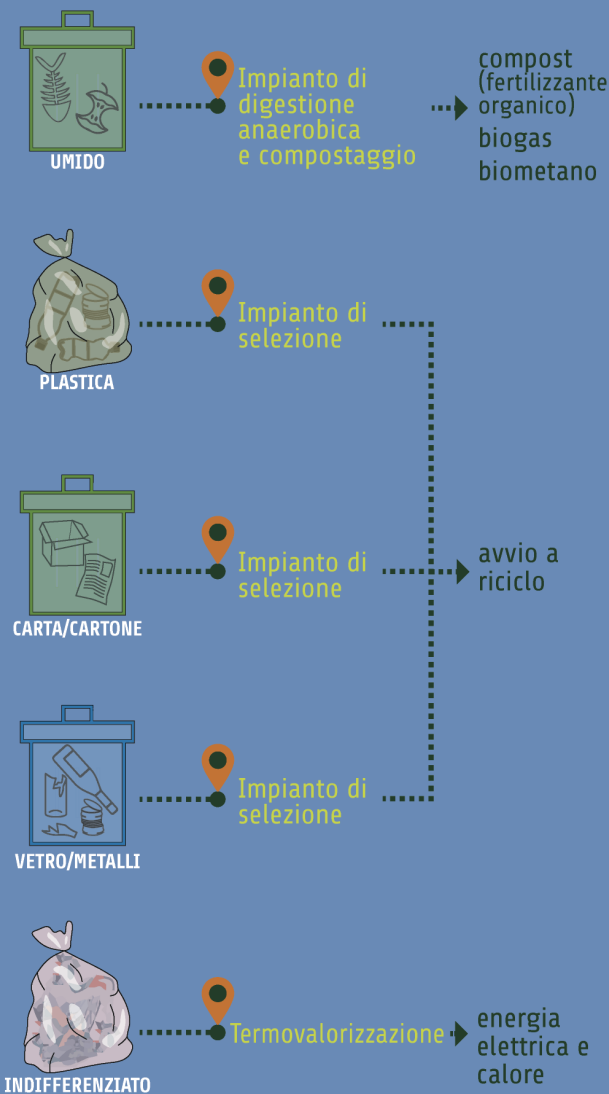 UMIDO
Impianto di
digestione
anaerobica
e compostaggio
compost
(fertilizzante
organico)
biogas
biometano
PLASTICA
Impianto di
selezione
CARTA/CARTONE
Impianto di
selezione
avvio a
riciclo
VETRO/METALLI
Impianto di
selezione
INDIFFERENZIATO
Termovalorizzazione
energia
elettrica e
calore